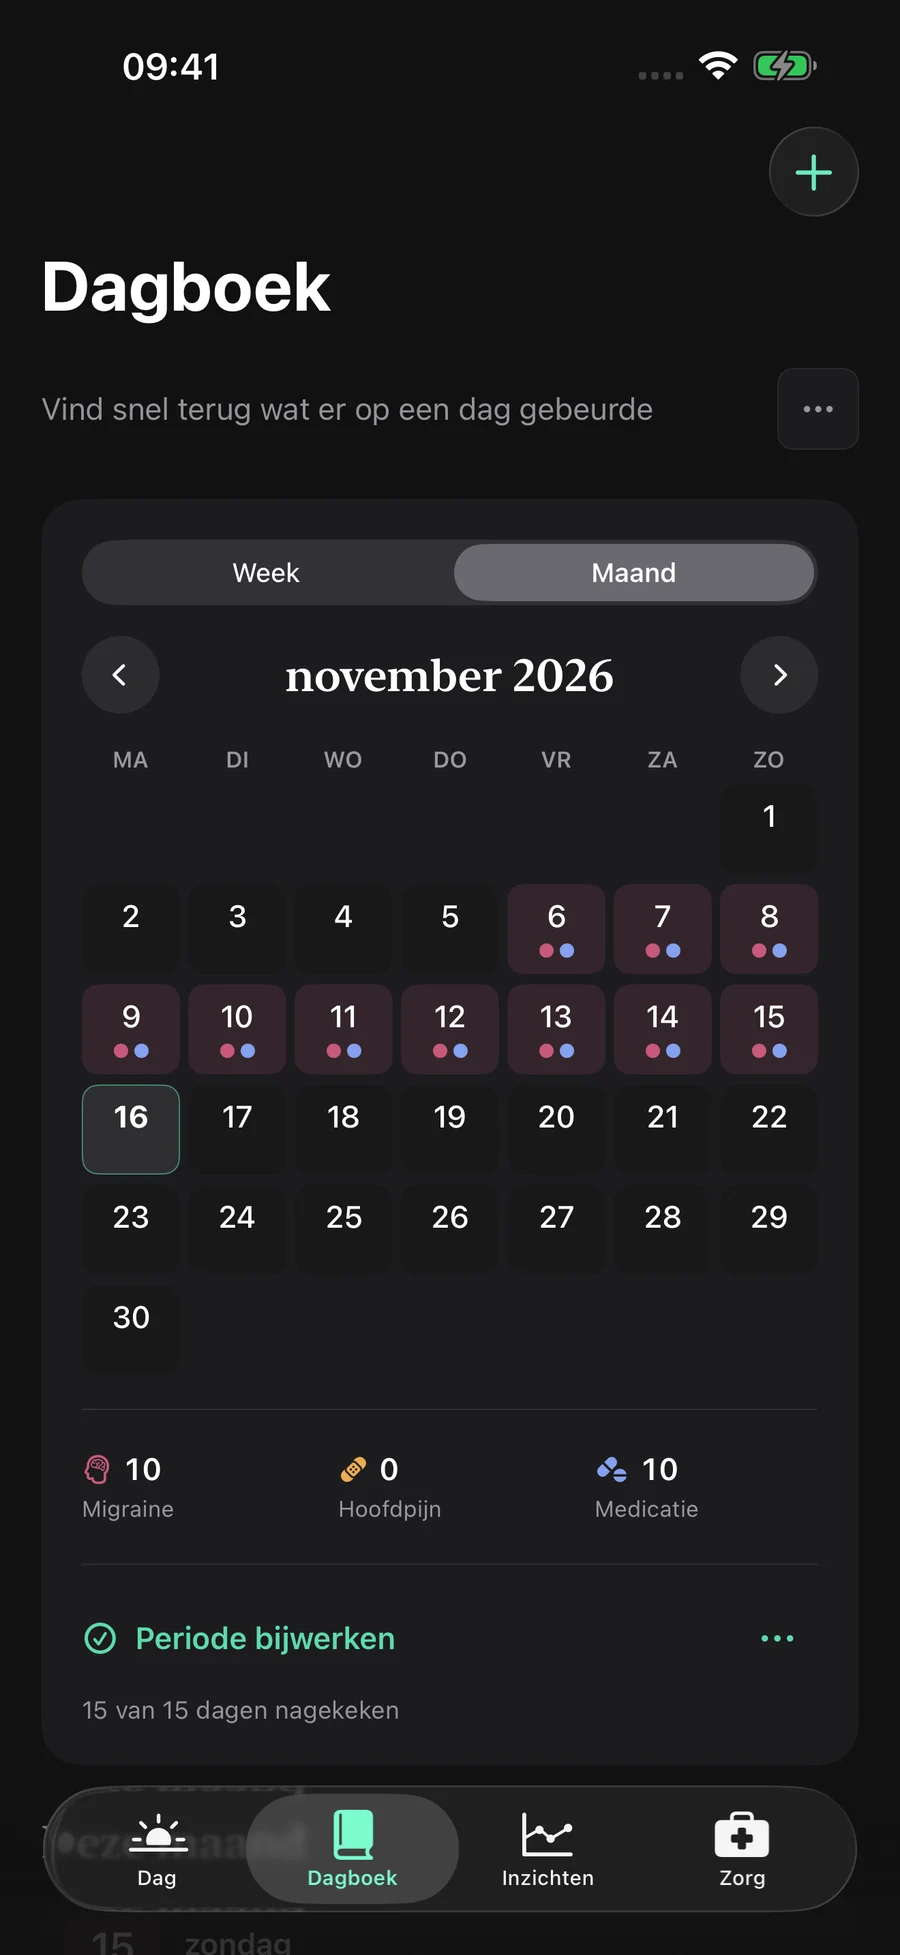 09:41
Dagboek
Vind snel terug wat er op een dag gebeurde
Week Maand
november 2026
MA DI WO DO VR ZA ZO
1
2 3 4 5 6 7 8
9 10 11 12 13 14 15
16 17 18 19 20 21 22
23 24 25 26 27 28 29
30
10 0 10
Migraine Hoofdpijn Medicatie
Periode bijwerken
15 van 15 dagen nagekeken
Dag Dagboek Inzichten Zorg
15 zondag